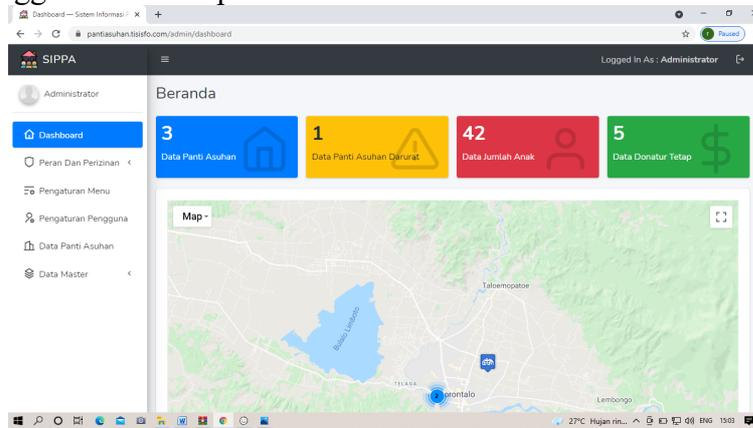 Dashboard — Sistem Informasi P
Paused
pantiasuhan.tisisfo.com/admin/dashboard
SIPPA
Logged In As : Administrator
Administrator
Beranda
Dashboard
Peran Dan Perizinan
Pengaturan Menu
Pengaturan Pengguna
Data Panti Asuhan
Data Master
3
Data Panti Asuhan
1
Data Panti Asuhan Darurat
42
Data Jumlah Anak
5
Data Donatur Tetap
Map
Taloemopatoe
Bulalo Limboto
TELAGA
2
orontalo
Lembongo
27°C Hujan rin...
ENG
15:03